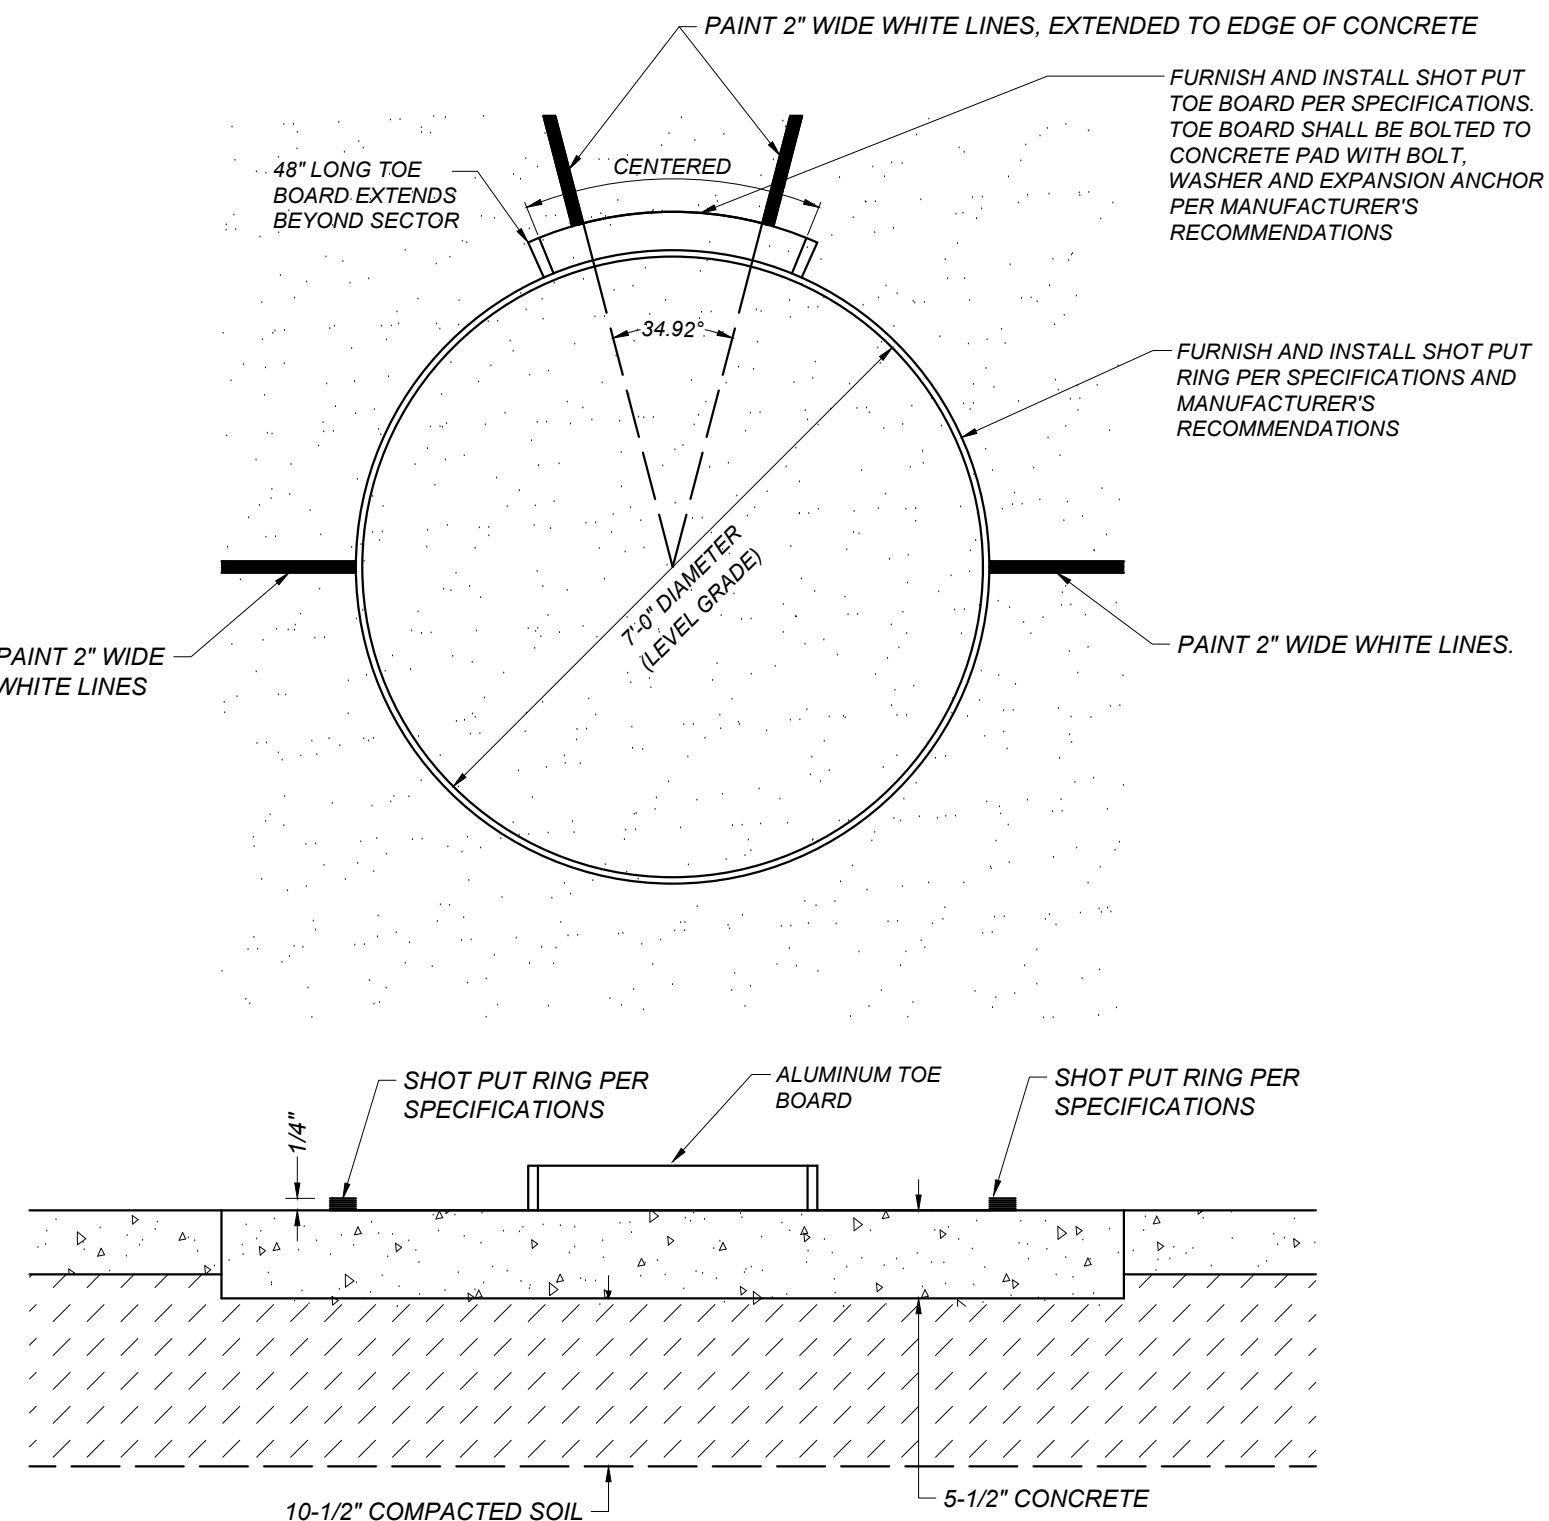 PAINT 2" WIDE WHITE LINES, EXTENDED TO EDGE OF CONCRETE
FURNISH AND INSTALL SHOT PUT
TOE BOARD PER SPECIFICATIONS.
TOE BOARD SHALL BE BOLTED TO
CONCRETE PAD WITH BOLT,
WASHER AND EXPANSION ANCHOR
PER MANUFACTURER'S
RECOMMENDATIONS
48" LONG TOE
BOARD EXTENDS
BEYOND SECTOR
CENTERED
34.92°
FURNISH AND INSTALL SHOT PUT
RING PER SPECIFICATIONS AND
MANUFACTURER'S
RECOMMENDATIONS
7'-0" DIAMETER
(LEVEL GRADE)
PAINT 2" WIDE
WHITE LINES
PAINT 2" WIDE WHITE LINES.
SHOT PUT RING PER
SPECIFICATIONS
ALUMINUM TOE
BOARD
SHOT PUT RING PER
SPECIFICATIONS
1/4"
10-1/2" COMPACTED SOIL
5-1/2" CONCRETE